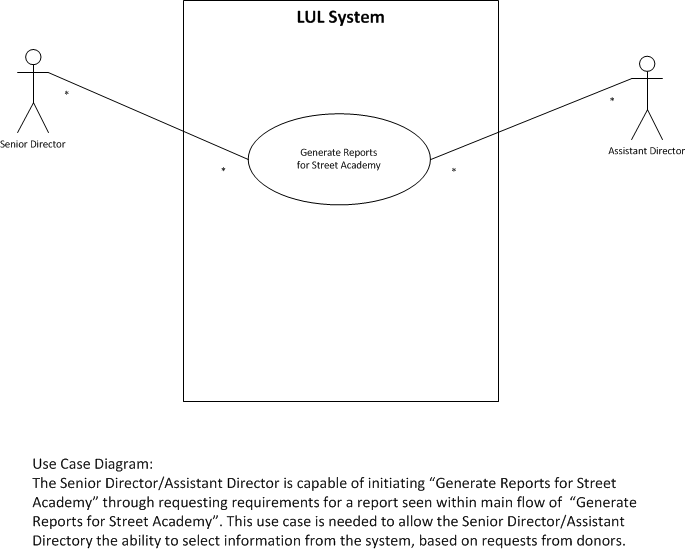 LUL System
Senior Director
*
*
Generate Reports
for Street Academy
*
*
Assistant Director
Use Case Diagram:
The Senior Director/Assistant Director is capable of initiating “Generate Reports for Street
Academy” through requesting requirements for a report seen within main flow of “Generate
Reports for Street Academy”. This use case is needed to allow the Senior Director/Assistant
Directory the ability to select information from the system, based on requests from donors.